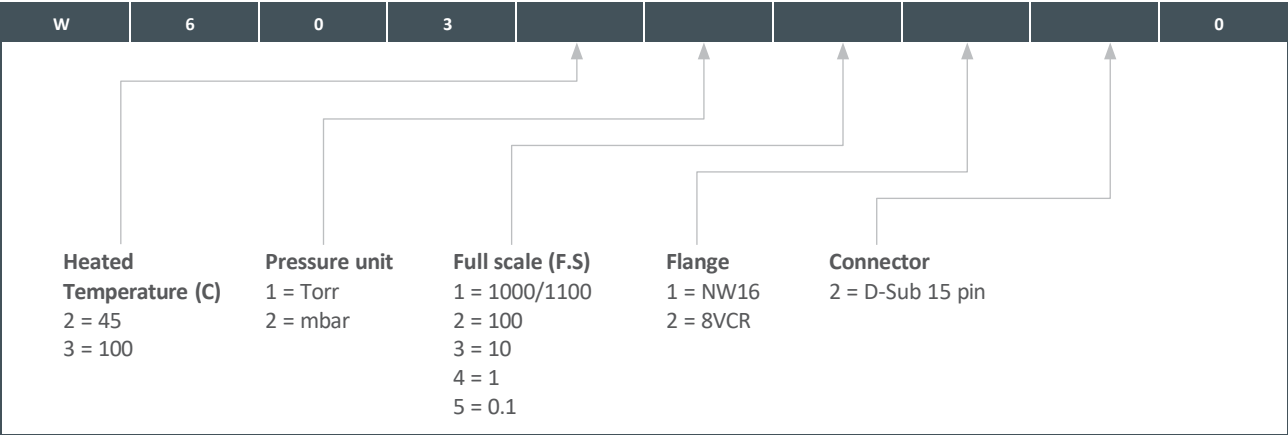 W 6 0 3 0
Heated
Temperature (C)
2 = 45
3 = 100
Pressure unit
1 = Torr
2 = mbar
Full scale (F.S)
1 = 1000/1100
2 = 100
3 = 10
4 = 1
5 = 0.1
Flange
1 = NW16
2 = 8VCR
Connector
2 = D-Sub 15 pin